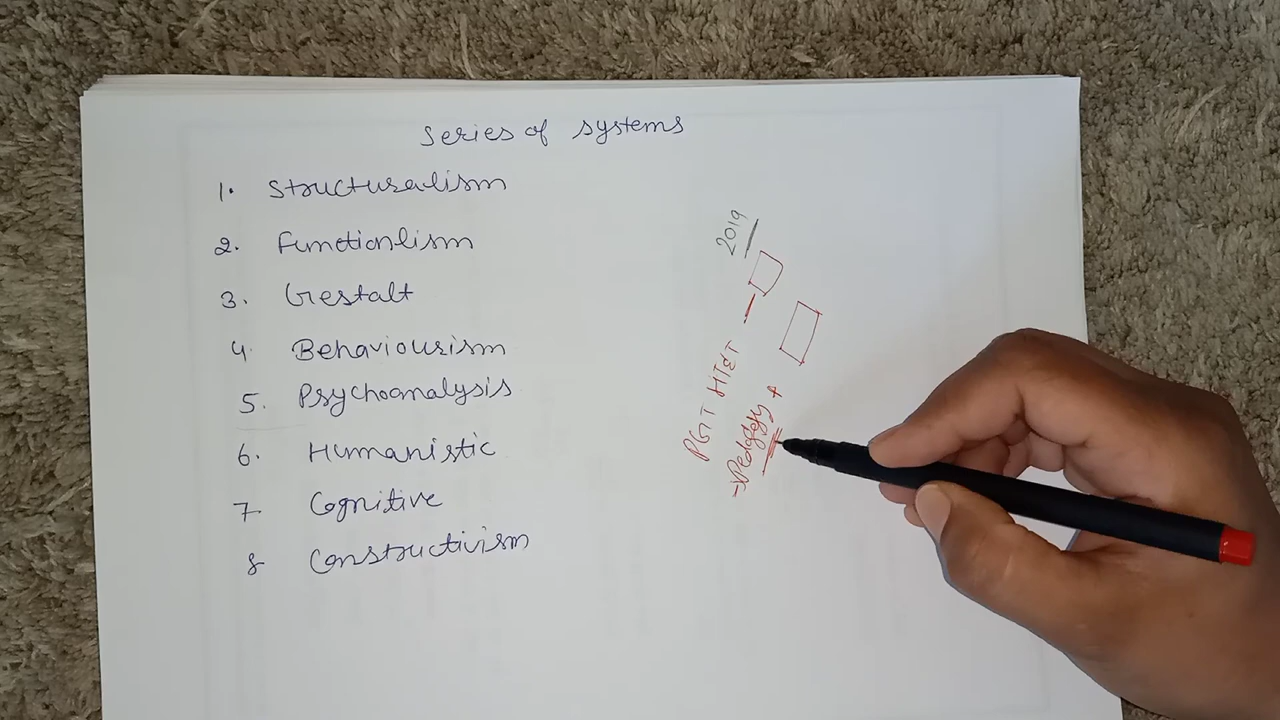 Series of systems
1. Structuralism
2. Functionlism
3. Gestalt
4. Behaviourism
5. Psychoanalysis
6. Humanistic
7 Cognitive
8 Constructivism
2019
PGT HTET -
+